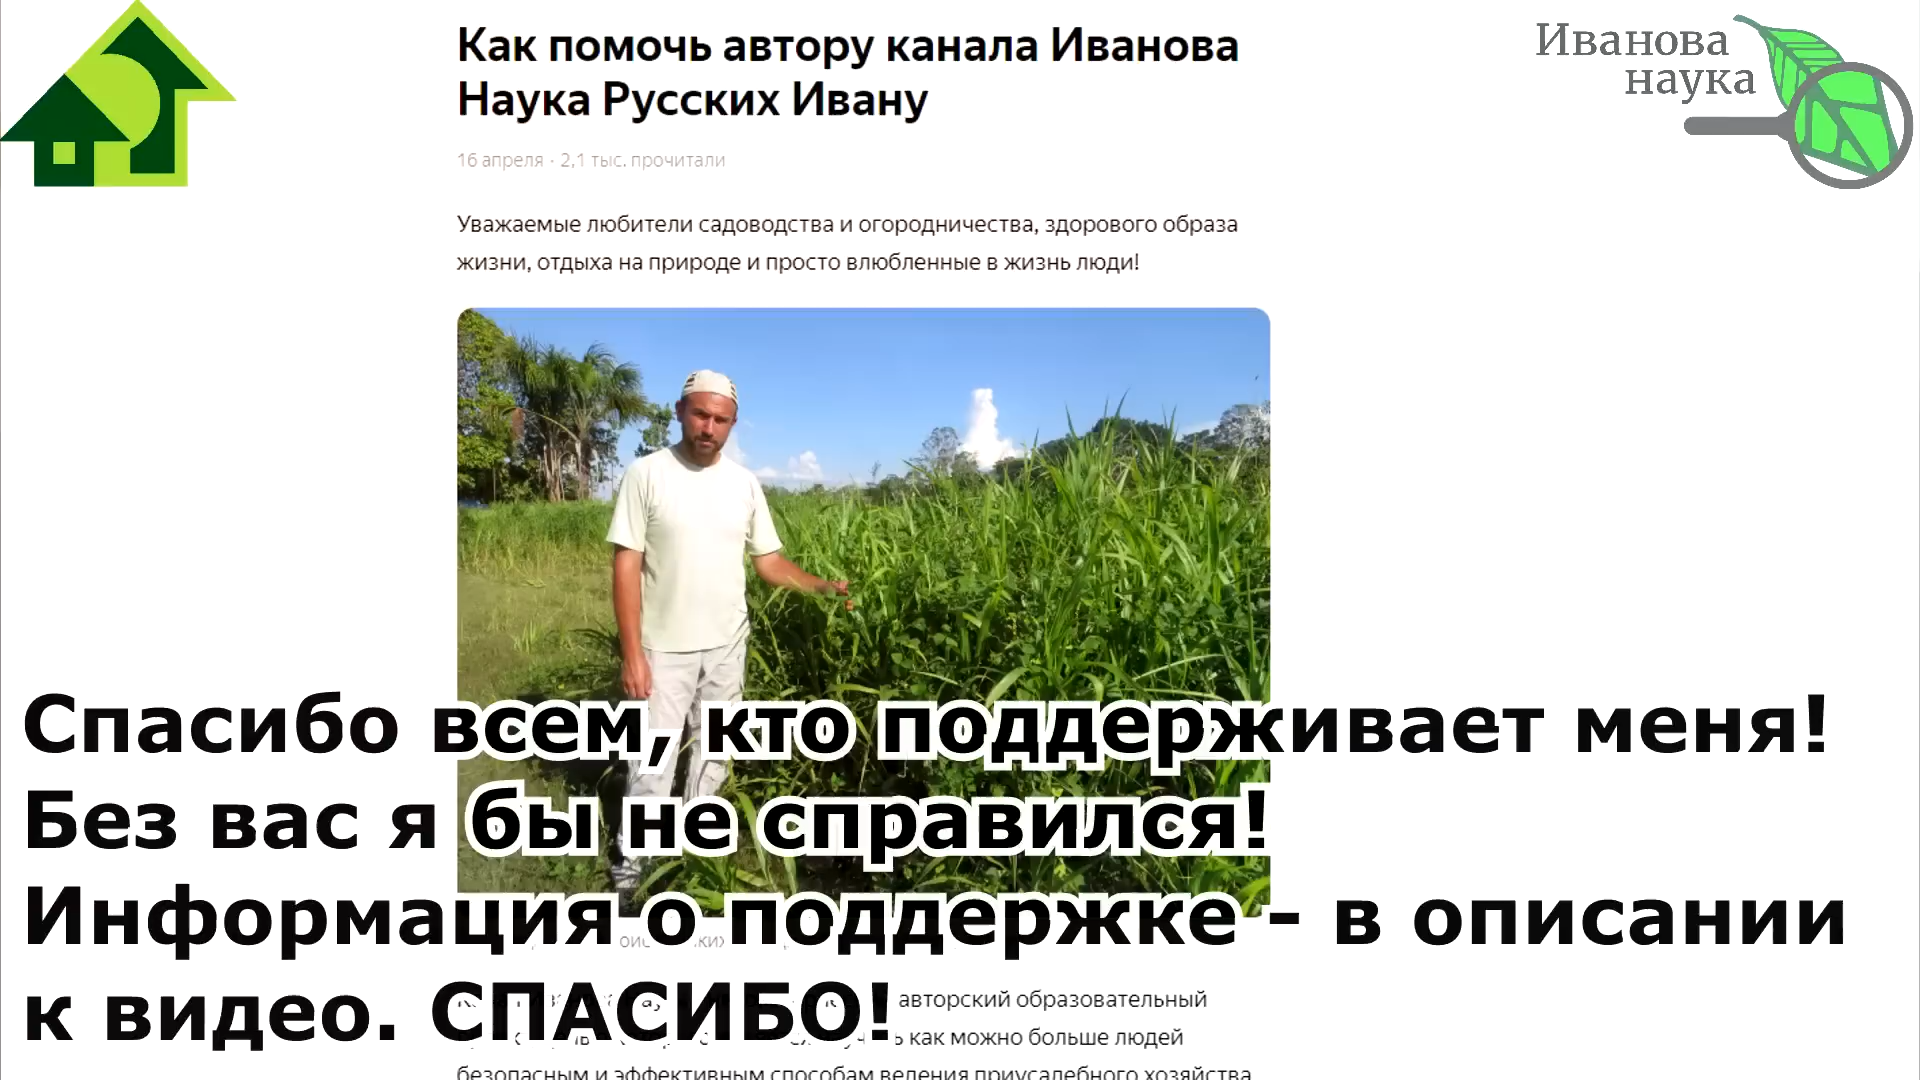 Как помочь автору канала Иванова
Наука Русских Ивану
Иванова
наука
16 апреля · 2,1 тыс. прочитали
Уважаемые любители садоводства и огородничества, здорового образа
жизни, отдыха на природе и просто влюбленные в жизнь люди!
Спасибо всем, кто поддерживает меня!
Без вас я бы не справился!
Информация о поддержке - в описании
к видео. СПАСИБО!
авторский образовательный
как можно больше людей
безопасным и эффективным способам ведения приусадебного хозяйства